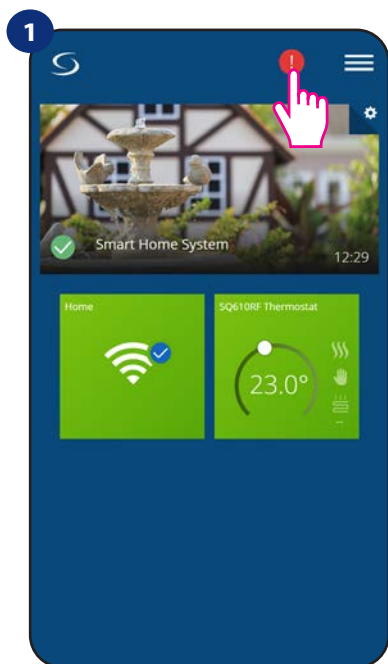 1
!
Smart Home System
12:29
Home
SQ610RF Thermostat
23.0°
--